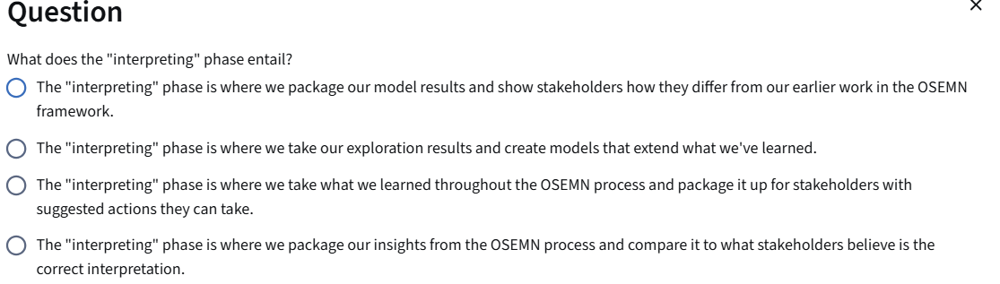 Question
What does the "interpreting" phase entail?
The "interpreting" phase is where we package our model results and show stakeholders how they differ from our earlier work in the OSEMN
framework.
The "interpreting" phase is where we take our exploration results and create models that extend what we've learned.
The "interpreting" phase is where we take what we learned throughout the OSEMN process and package it up for stakeholders with
suggested actions they can take.
The "interpreting" phase is where we package our insights from the OSEMN process and compare it to what stakeholders believe is the
correct interpretation.